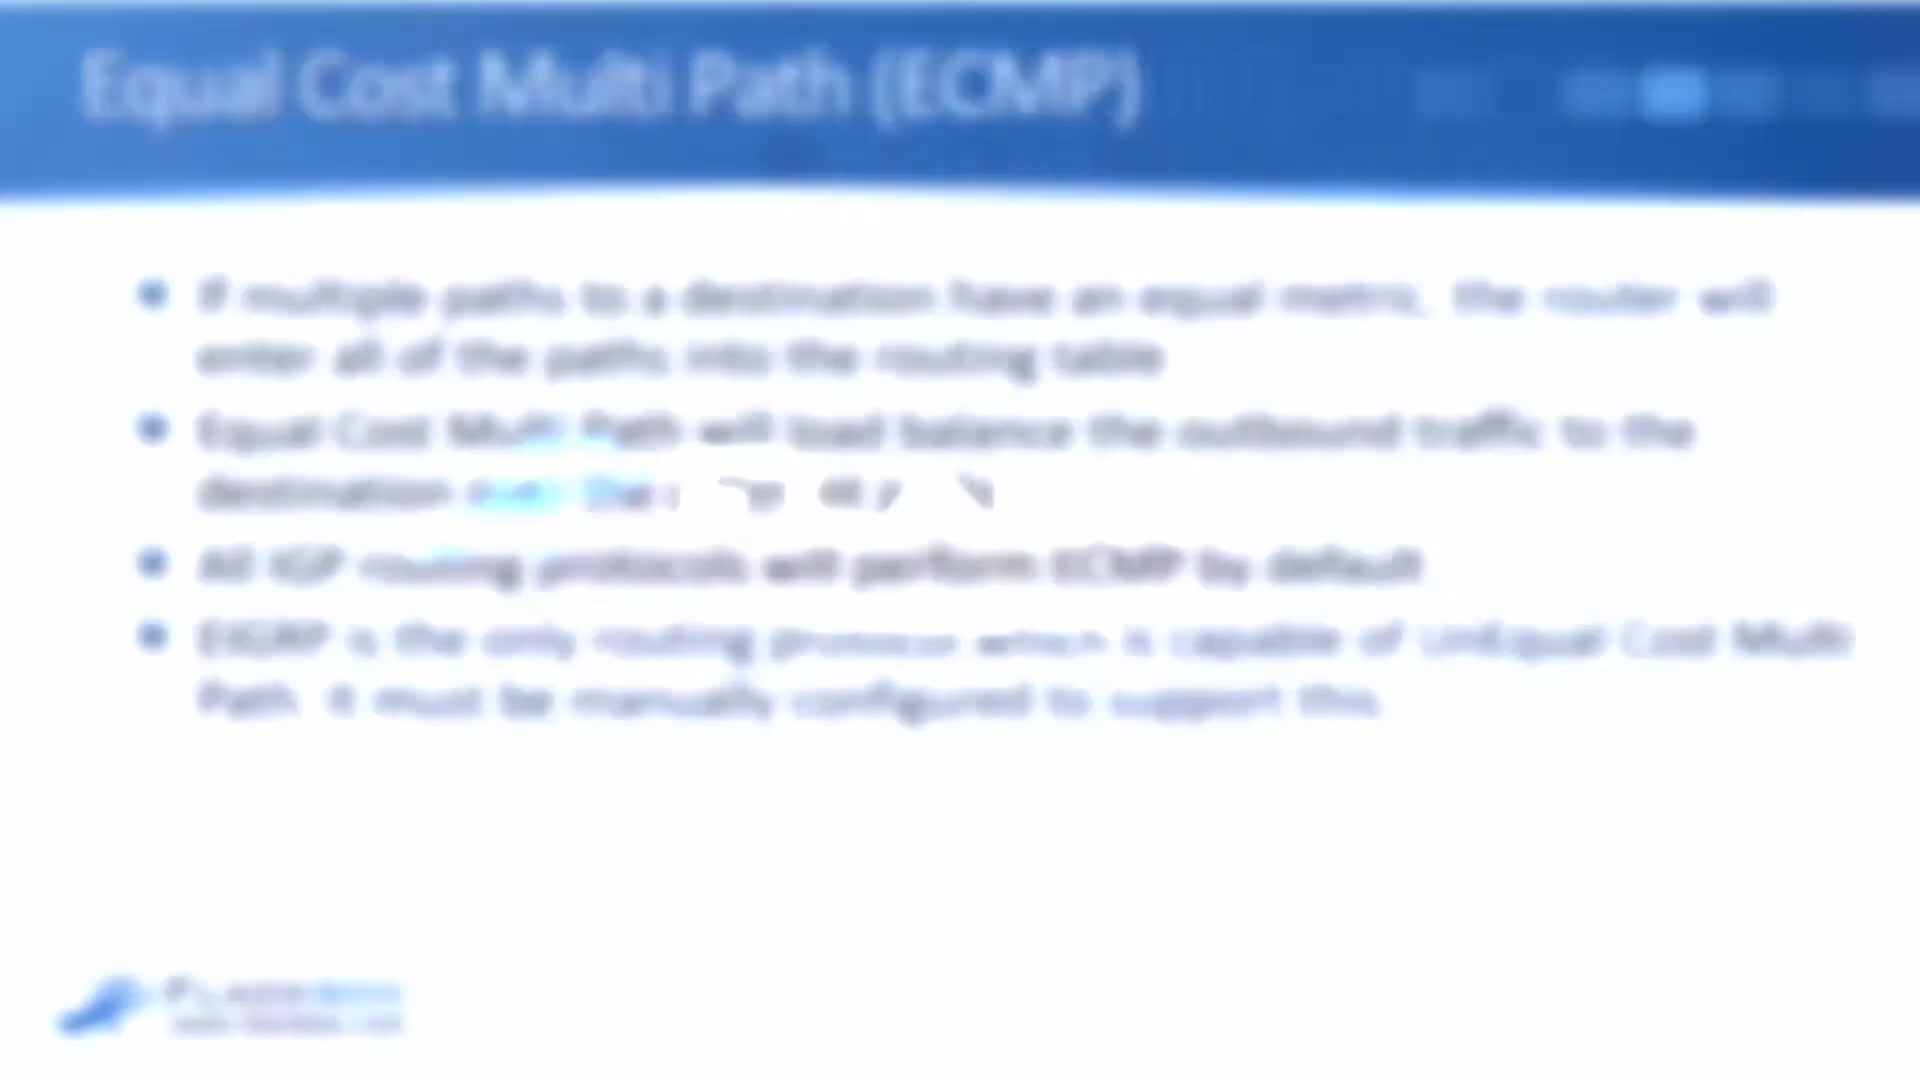 Equal Cost Multi Path (ECMP)
If multiple paths to a destination have an equal metric, the router will
enter all of the paths into the routing table
Equal Cost Multi Path will load balance the outbound traffic to the
destination over the
All IGP routing protocols will perform ECMP by default
EIGRP is the only routing protocol which is capable of UnEqual Cost Multi
Path. It must be manually configured to support this.